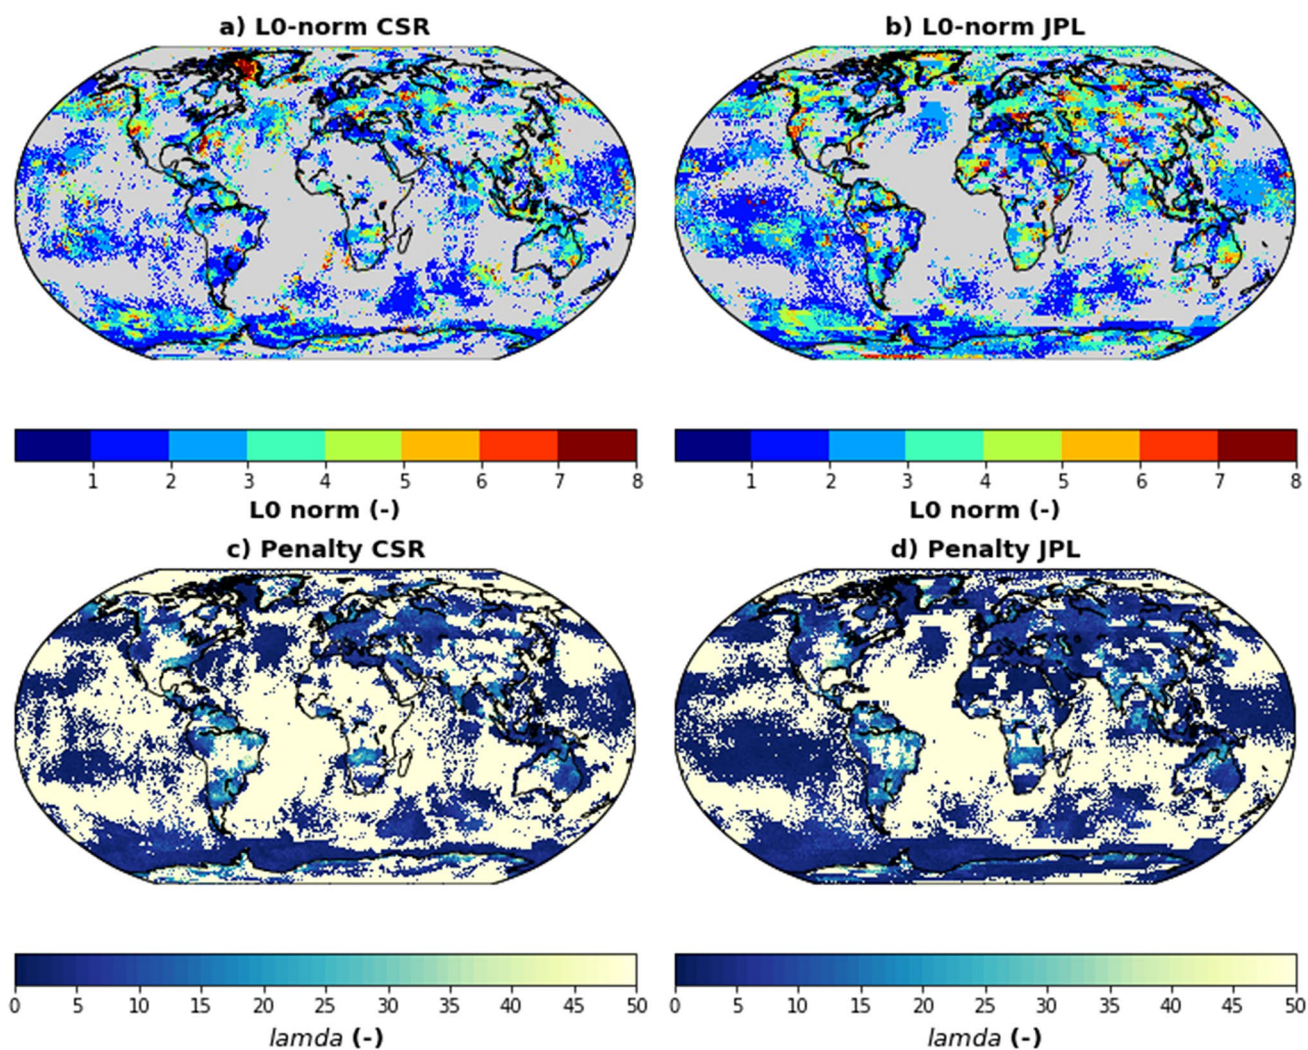 a) L0-norm CSR
b) L0-norm JPL
1 2 3 4 5 6 7 8
L0 norm (-)
1 2 3 4 5 6 7 8
L0 norm (-)
c) Penalty CSR
d) Penalty JPL
0 5 10 15 20 25 30 35 40 45 50
lamda (-)
0 5 10 15 20 25 30 35 40 45 50
lamda (-)